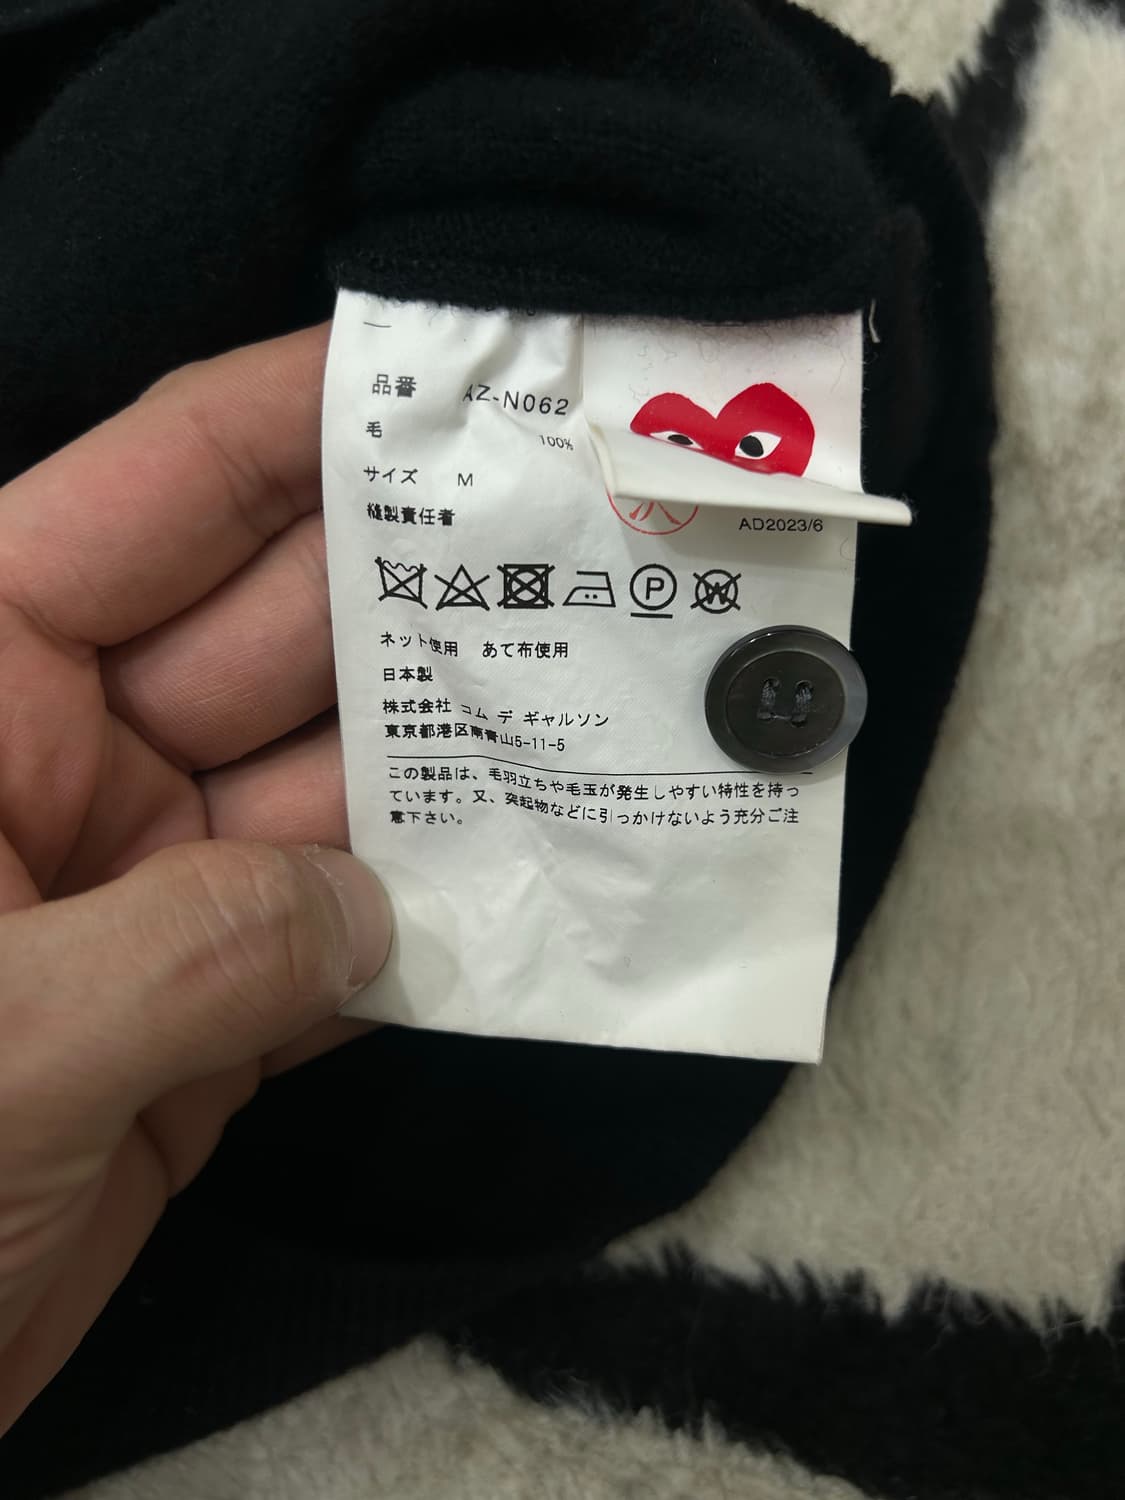 品番 AZ-N062
毛 100%
サイズ M
縫製責任者
AD2023/6
P
W
ネット使用 あて布使用
日本製
株式会社 コム デ ギャルソン
東京都港区南青山5-11-5
この製品は、毛羽立ちや毛玉が発生しやすい特性を持っ
ています。又、突起物などに引っかけないよう充分ご注
意下さい。